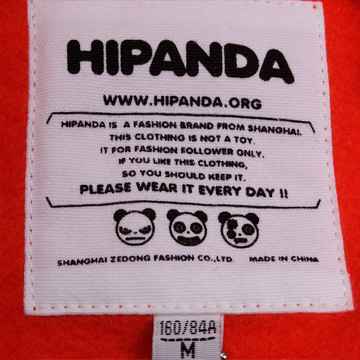 HIPANDA
WWW.HIPANDA.ORG
HIPANDA IS A FASHION BRAND FROM SHANGHAI.
THIS CLOTHING IS NOT A TOY.
IT FOR FASHION FOLLOWER ONLY.
IF YOU LIKE THIS CLOTHING,
SO YOU SHOULD KEEP IT.
PLEASE WEAR IT EVERY DAY !!
SHANGHAI ZEDONG FASHION CO.,LTD. MADE IN CHINA
160/84A
M